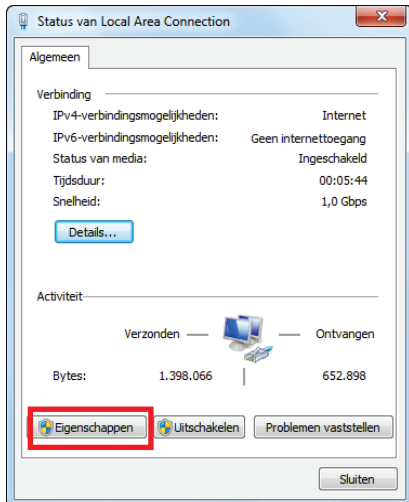 Status van Local Area Connection
Algemeen
Verbinding
IPv4-verbindingsmogelijkheden: Internet
IPv6-verbindingsmogelijkheden: Geen internettoegang
Status van media: Ingeschakeld
Tijdsduur: 00:05:44
Snelheid: 1,0 Gbps
Details...
Activiteit
Verzonden — — Ontvangen
Bytes: 1.398.066 | 652.898
Eigenschappen Uitschakelen Problemen vaststellen
Sluiten